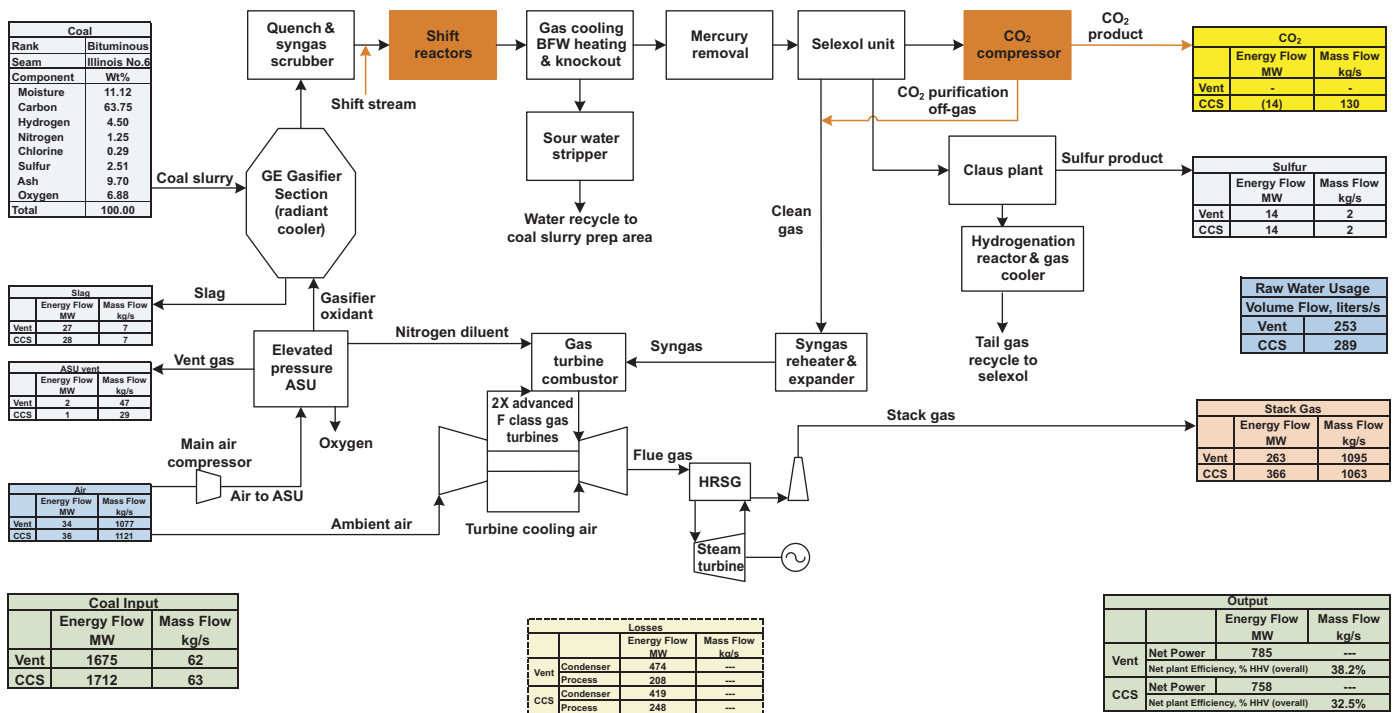 Coal
Rank Bituminous
Seam Illinois No.6
Component Wt%
Moisture 11.12
Carbon 63.75
Hydrogen 4.50
Nitrogen 1.25
Chlorine 0.29
Sulfur 2.51
Ash 9.70
Oxygen 6.88
Total 100.00
Quench &
syngas
scrubber
Shift
reactors
Gas cooling
BFW heating
& knockout
Mercury
removal
Selexol unit
CO2
compressor
CO2
product
CO2
Energy Flow Mass Flow
MW kg/s
Vent - -
CCS (14) 130
Shift stream
CO2 purification
off-gas
Sour water
stripper
Water recycle to
coal slurry prep area
Coal slurry
GE Gasifier
Section
(radiant
cooler)
Claus plant
Sulfur product
Sulfur
Energy Flow Mass Flow
MW kg/s
Vent 14 2
CCS 14 2
Clean
gas
Hydrogenation
reactor & gas
cooler
Tail gas
recycle to
selexol
Raw Water Usage
Volume Flow, liters/s
Vent 253
CCS 289
Slag
Energy Flow Mass Flow
MW kg/s
Vent 27 7
CCS 28 7
Slag
Gasifier
oxidant
ASU vent
Energy Flow Mass Flow
MW kg/s
Vent 2 47
CCS 1 29
Vent gas
Elevated
pressure
ASU
Nitrogen diluent
Gas
turbine
combustor
Syngas
Syngas
reheater &
expander
Oxygen
2X advanced
F class gas
turbines
Main air
compressor
Air to ASU
Air
Energy Flow Mass Flow
MW kg/s
Vent 34 1077
CCS 36 1121
Ambient air
Turbine cooling air
Flue gas
HRSG
Steam
turbine
Stack gas
Stack Gas
Energy Flow Mass Flow
MW kg/s
Vent 263 1095
CCS 366 1063
Coal Input
Energy Flow Mass Flow
MW kg/s
Vent 1675 62
CCS 1712 63
Losses
Energy Flow Mass Flow
MW kg/s
Vent Condenser 474 ---
Process 208 ---
CCS Condenser 419 ---
Process 248 ---
Output
Energy Flow Mass Flow
MW kg/s
Vent Net Power 785 ---
Net plant Efficiency, % HHV (overall) 38.2%
CCS Net Power 758 ---
Net plant Efficiency, % HHV (overall) 32.5%